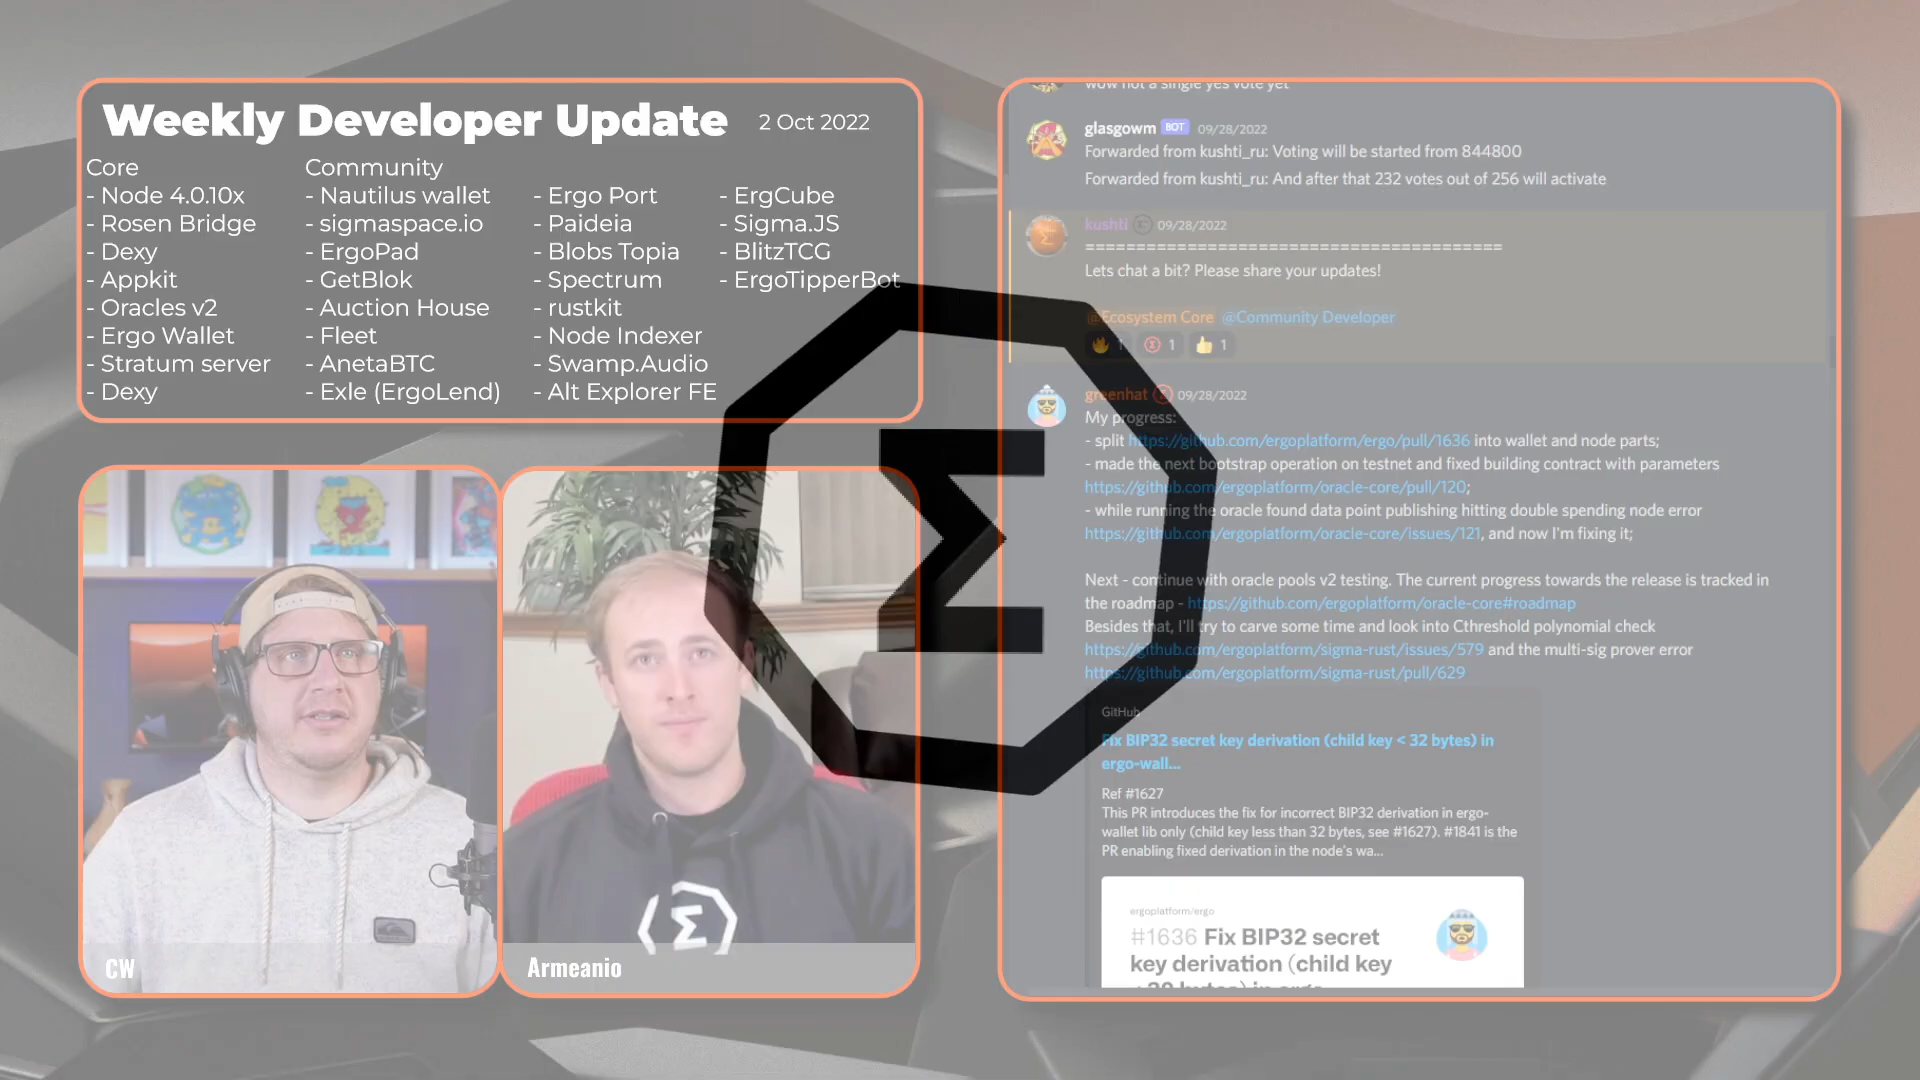 Weekly Developer Update 2 Oct 2022
Core
- Node 4.0.10x
- Rosen Bridge
- Dexy
- Appkit
- Oracles v2
- Ergo Wallet
- Stratum server
- Dexy
Community
- Nautilus wallet
- sigmaspace.io
- ErgoPad
- GetBlok
- Auction House
- Fleet
- AnetaBTC
- Exle (ErgoLend)
- Ergo Port
- Paideia
- Blobs Topia
- Spectrum
- rustkit
- Node Indexer
- Swamp.Audio
- Alt Explorer FE
- ErgCube
- Sigma.JS
- BlitzTCG
- ErgoTipperBot
CW
Armeanio
wow not a single yes vote yet
glasgowm BOT 09/28/2022
Forwarded from kushti_ru: Voting will be started from 844800
Forwarded from kushti_ru: And after that 232 votes out of 256 will activate
kushti 09/28/2022
========================================
Lets chat a bit? Please share your updates!
@Ecosystem Core @Community Developer
1 1 1
greenhat 09/28/2022
My progress:
- split https://github.com/ergoplatform/ergo/pull/1636 into wallet and node parts;
- made the next bootstrap operation on testnet and fixed building contract with parameters
https://github.com/ergoplatform/oracle-core/pull/120;
- while running the oracle found data point publishing hitting double spending node error
https://github.com/ergoplatform/oracle-core/issues/121, and now I'm fixing it;
Next - continue with oracle pools v2 testing. The current progress towards the release is tracked in
the roadmap - https://github.com/ergoplatform/oracle-core#roadmap
Besides that, I'll try to carve some time and look into Cthreshold polynomial check
https://github.com/ergoplatform/sigma-rust/issues/579 and the multi-sig prover error
https://github.com/ergoplatform/sigma-rust/pull/629
GitHub
Fix BIP32 secret key derivation (child key < 32 bytes) in
ergo-wall...
Ref #1627
This PR introduces the fix for incorrect BIP32 derivation in ergo-
wallet lib only (child key less than 32 bytes, see #1627). #1841 is the
PR enabling fixed derivation in the node's wa...
ergoplatform/ergo
#1636 Fix BIP32 secret
key derivation (child key